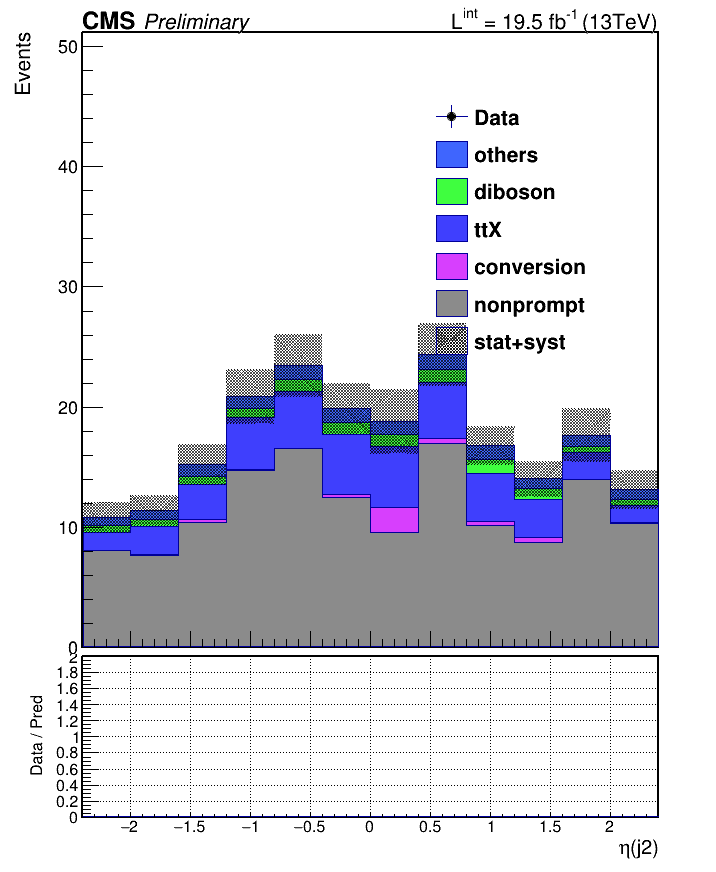 CMS Preliminary
L^int = 19.5 fb^-1 (13TeV)
Events
50
40
30
20
10
0
Data
others
diboson
ttX
conversion
nonprompt
stat+syst
Data / Pred
2
1.8
1.6
1.4
1.2
1
0.8
0.6
0.4
0.2
0
−2 −1.5 −1 −0.5 0 0.5 1 1.5 2
η(j2)